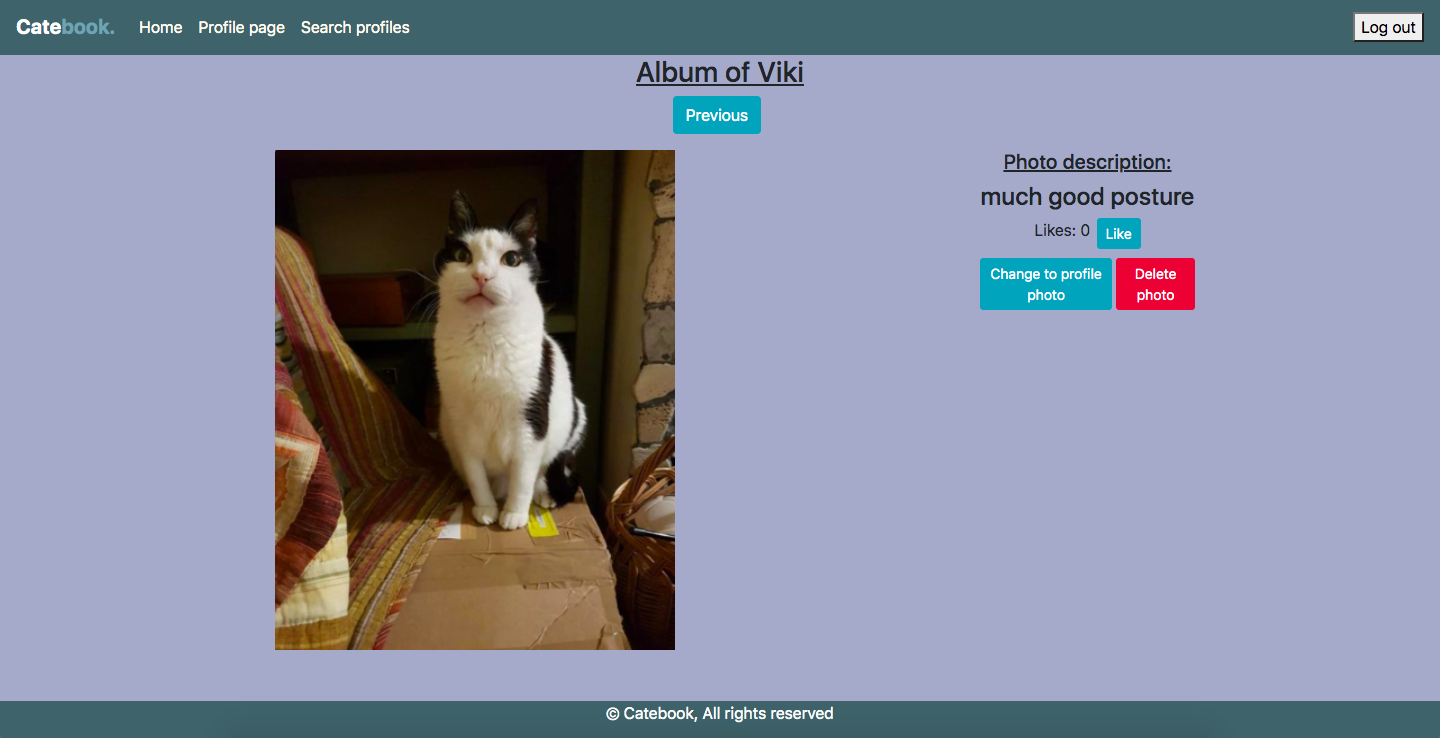 Catebook. Home Profile page Search profiles Log out
Album of Viki
Previous
Photo description:
much good posture
Likes: 0 Like
Change to profile
photo
Delete
photo
© Catebook, All rights reserved